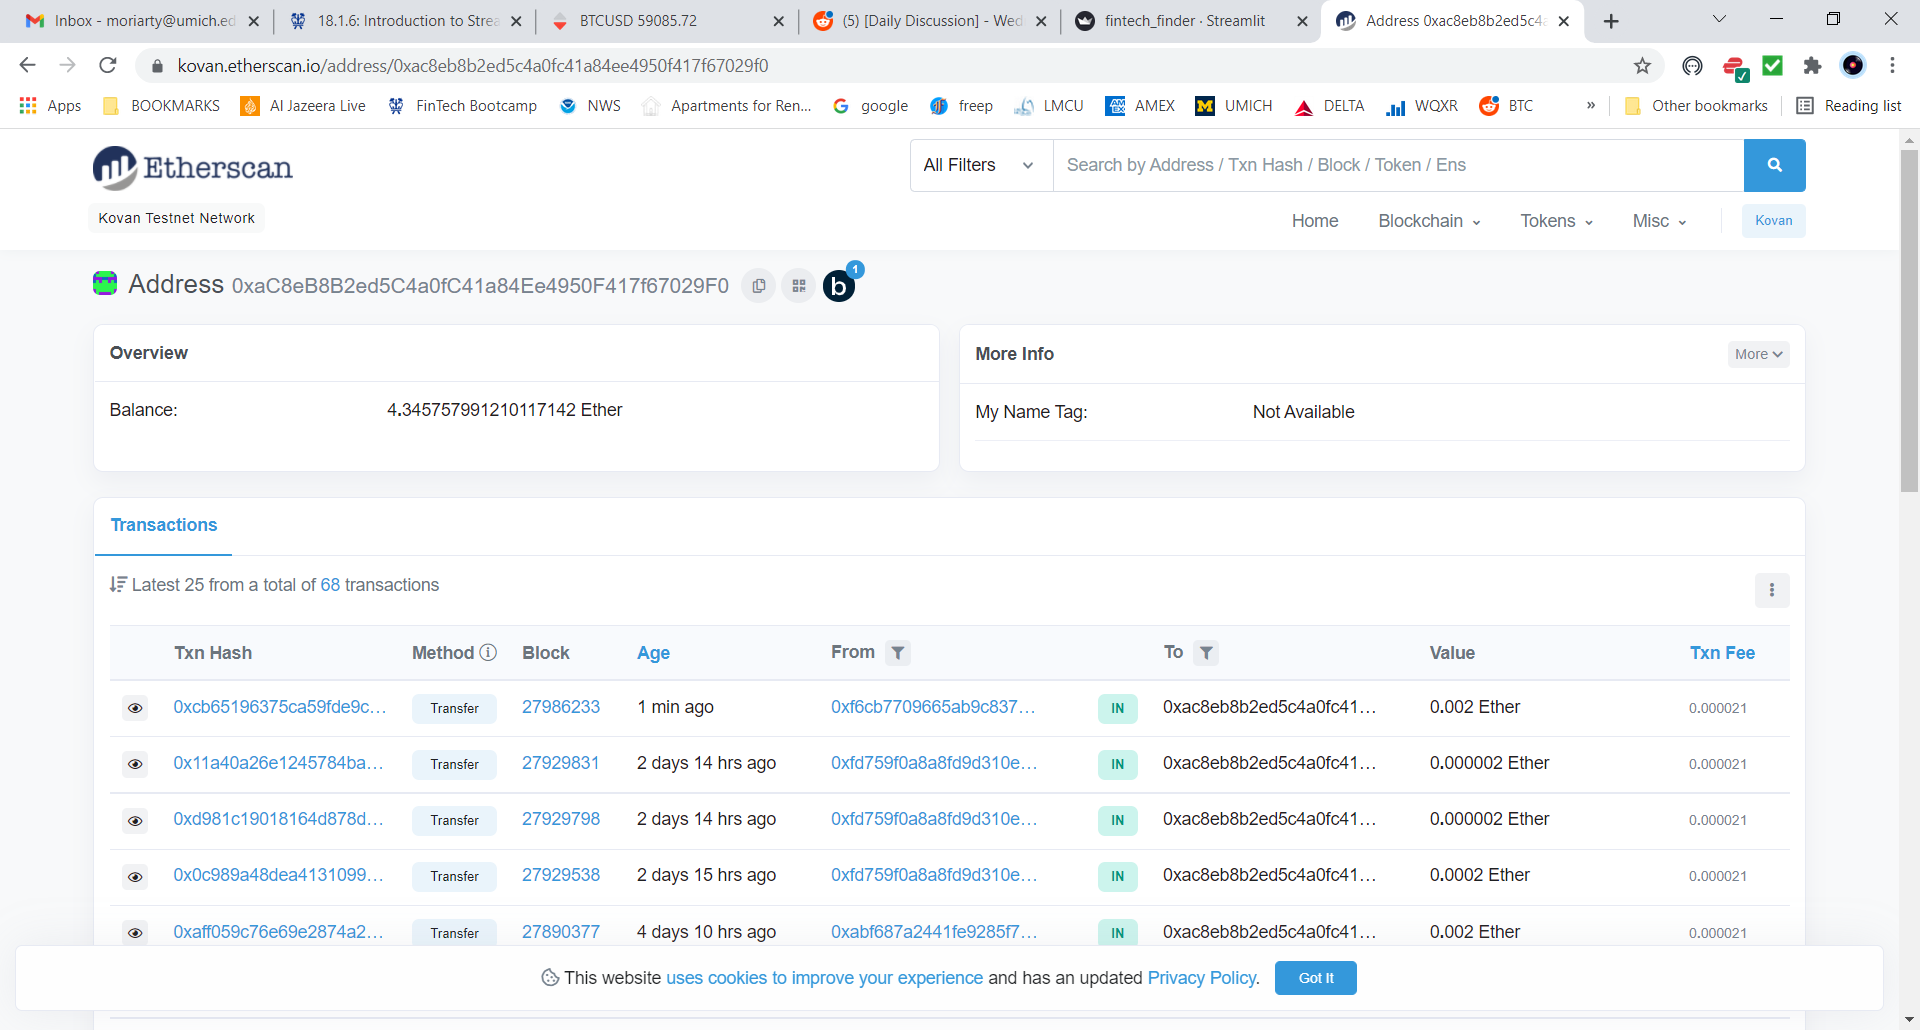 Inbox - moriarty@umich.ed
18.1.6: Introduction to Strea
BTCUSD 59085.72
(5) [Daily Discussion] - Wed
fintech_finder · Streamlit
Address 0xac8eb8b2ed5c4a
kovan.etherscan.io/address/0xac8eb8b2ed5c4a0fc41a84ee4950f417f67029f0
Apps BOOKMARKS Al Jazeera Live FinTech Bootcamp NWS Apartments for Ren... google freep LMCU AMEX UMICH DELTA WQXR BTC » Other bookmarks Reading list
Etherscan
All Filters
Search by Address / Txn Hash / Block / Token / Ens
Kovan Testnet Network
Home Blockchain Tokens Misc Kovan
Address 0xaC8eB8B2ed5C4a0fC41a84Ee4950F417f67029F0
b 1
Overview
Balance: 4.345757991210117142 Ether
More Info
More
My Name Tag: Not Available
Transactions
Latest 25 from a total of 68 transactions
Txn Hash Method Block Age From To Value Txn Fee
0xcb65196375ca59fde9c... Transfer 27986233 1 min ago 0xf6cb7709665ab9c837... IN 0xac8eb8b2ed5c4a0fc41... 0.002 Ether 0.000021
0x11a40a26e1245784ba... Transfer 27929831 2 days 14 hrs ago 0xfd759f0a8a8fd9d310e... IN 0xac8eb8b2ed5c4a0fc41... 0.000002 Ether 0.000021
0xd981c19018164d878d... Transfer 27929798 2 days 14 hrs ago 0xfd759f0a8a8fd9d310e... IN 0xac8eb8b2ed5c4a0fc41... 0.000002 Ether 0.000021
0x0c989a48dea4131099... Transfer 27929538 2 days 15 hrs ago 0xfd759f0a8a8fd9d310e... IN 0xac8eb8b2ed5c4a0fc41... 0.0002 Ether 0.000021
0xaff059c76e69e2874a2... Transfer 27890377 4 days 10 hrs ago 0xabf687a2441fe9285f7... IN 0xac8eb8b2ed5c4a0fc41... 0.002 Ether 0.000021
This website uses cookies to improve your experience and has an updated Privacy Policy.
Got It